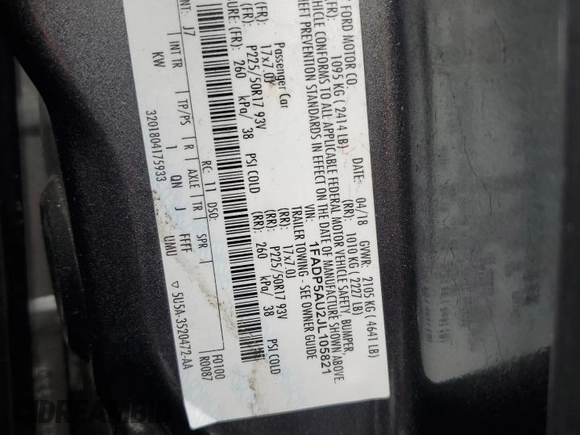 FORD MOTOR CO.
DATE: 04/18 GVWR: 2105 KG ( 4641 LB)
(FR): 1095 KG ( 2414 LB) (RR): 1010 KG ( 2227 LB)
VEHICLE CONFORMS TO ALL APPLICABLE FEDERAL MOTOR VEHICLE SAFETY, BUMPER,
THEFT PREVENTION STANDARDS IN EFFECT ON THE DATE OF MANUFACTURE SHOWN ABOVE.
1FADP5AU2JL105821
Passenger Car TRAILER TOWING - SEE OWNER GUIDE
(FR) 17x7.0J (RR): 17x7.0J
(FR) P225/50R17 93V (RR): P225/50R17 93V
(FR): 260 kPa/ 38 PSI COLD (RR): 260 kPa/ 38 PSI COLD
RC: 11 DSO: F0100
J7 R0087
INT TR TP/PS R AXLE TR SPR
KW 1 QN FFFF UMU
3201804175933 5U5A-3520472-AA
DREAMBID